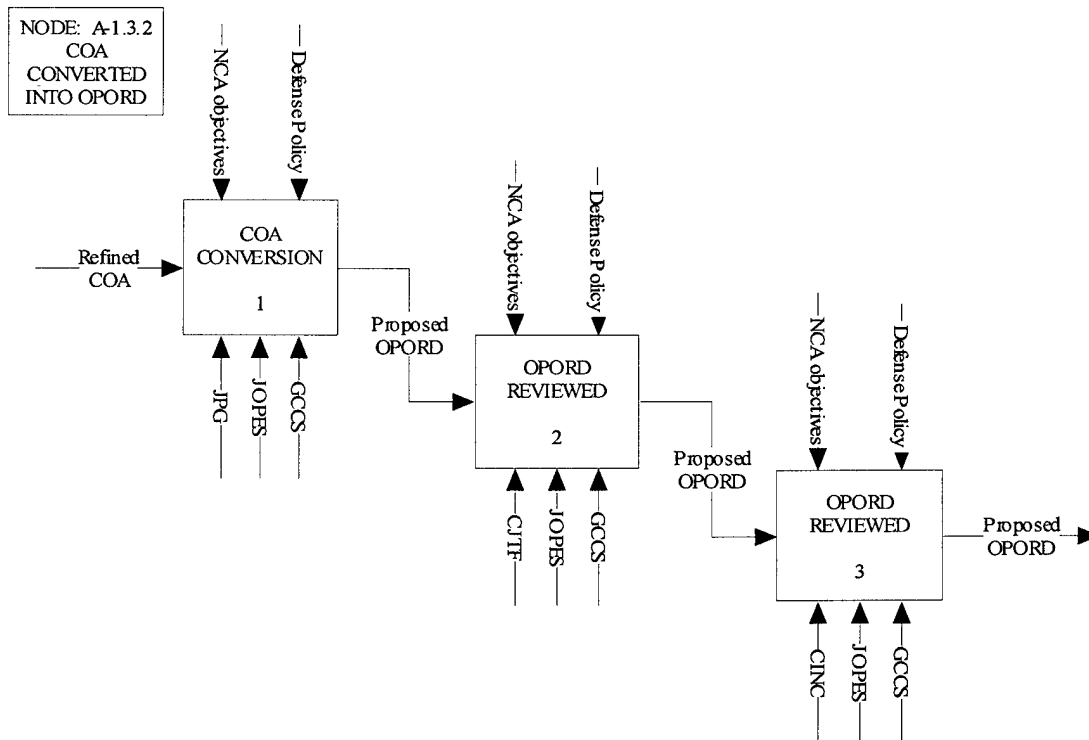 NODE: A-1.3.2
COA
CONVERTED
INTO OPORD
NCA objectives
Defense Policy
Refined
COA
COA
CONVERSION
1
JPG
JOPES
GCCS
Proposed
OPORD
NCA objectives
Defense Policy
OPORD
REVIEWED
2
CJTF
JOPES
GCCS
Proposed
OPORD
NCA objectives
Defense Policy
OPORD
REVIEWED
3
CINC
JOPES
GCCS
Proposed
OPORD